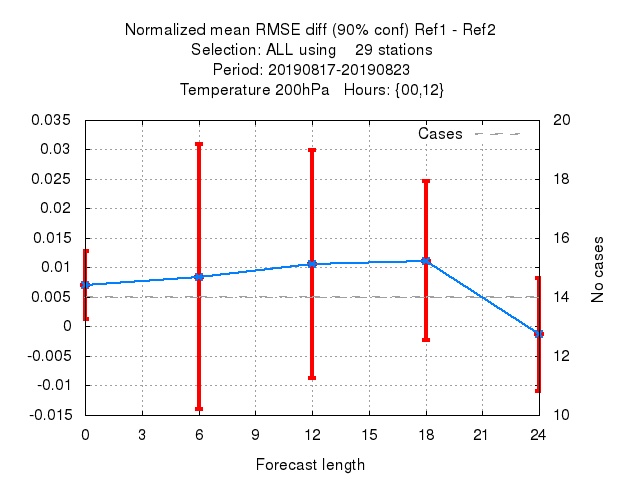 Normalized mean RMSE diff (90% conf) Ref1 - Ref2
Selection: ALL using    29 stations
Period: 20190817-20190823
Temperature 200hPa   Hours: {00,12}
Cases
0.035
0.03
0.025
0.02
0.015
0.01
0.005
0
-0.005
-0.01
-0.015
20
18
16
14
12
10
No cases
0 3 6 9 12 15 18 21 24
Forecast length